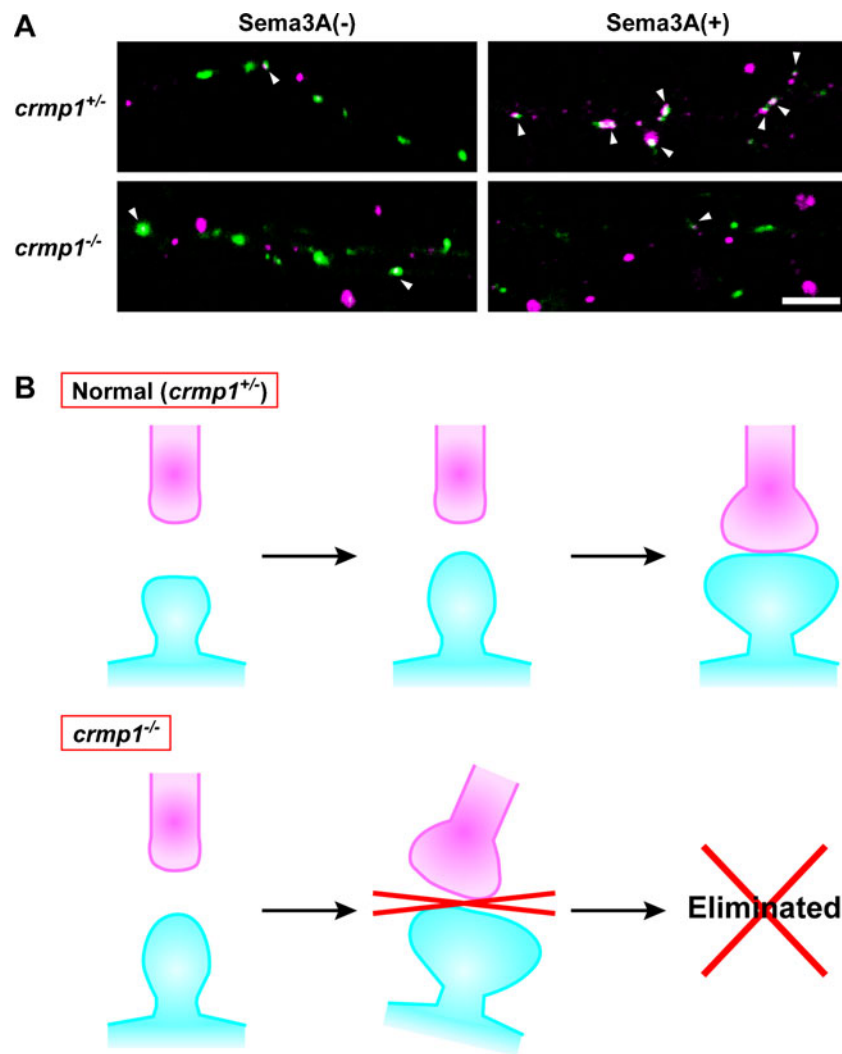 A
Sema3A(-) Sema3A(+)
crmp1+/-
crmp1-/-
B
Normal (crmp1+/-)
crmp1-/-
Eliminated